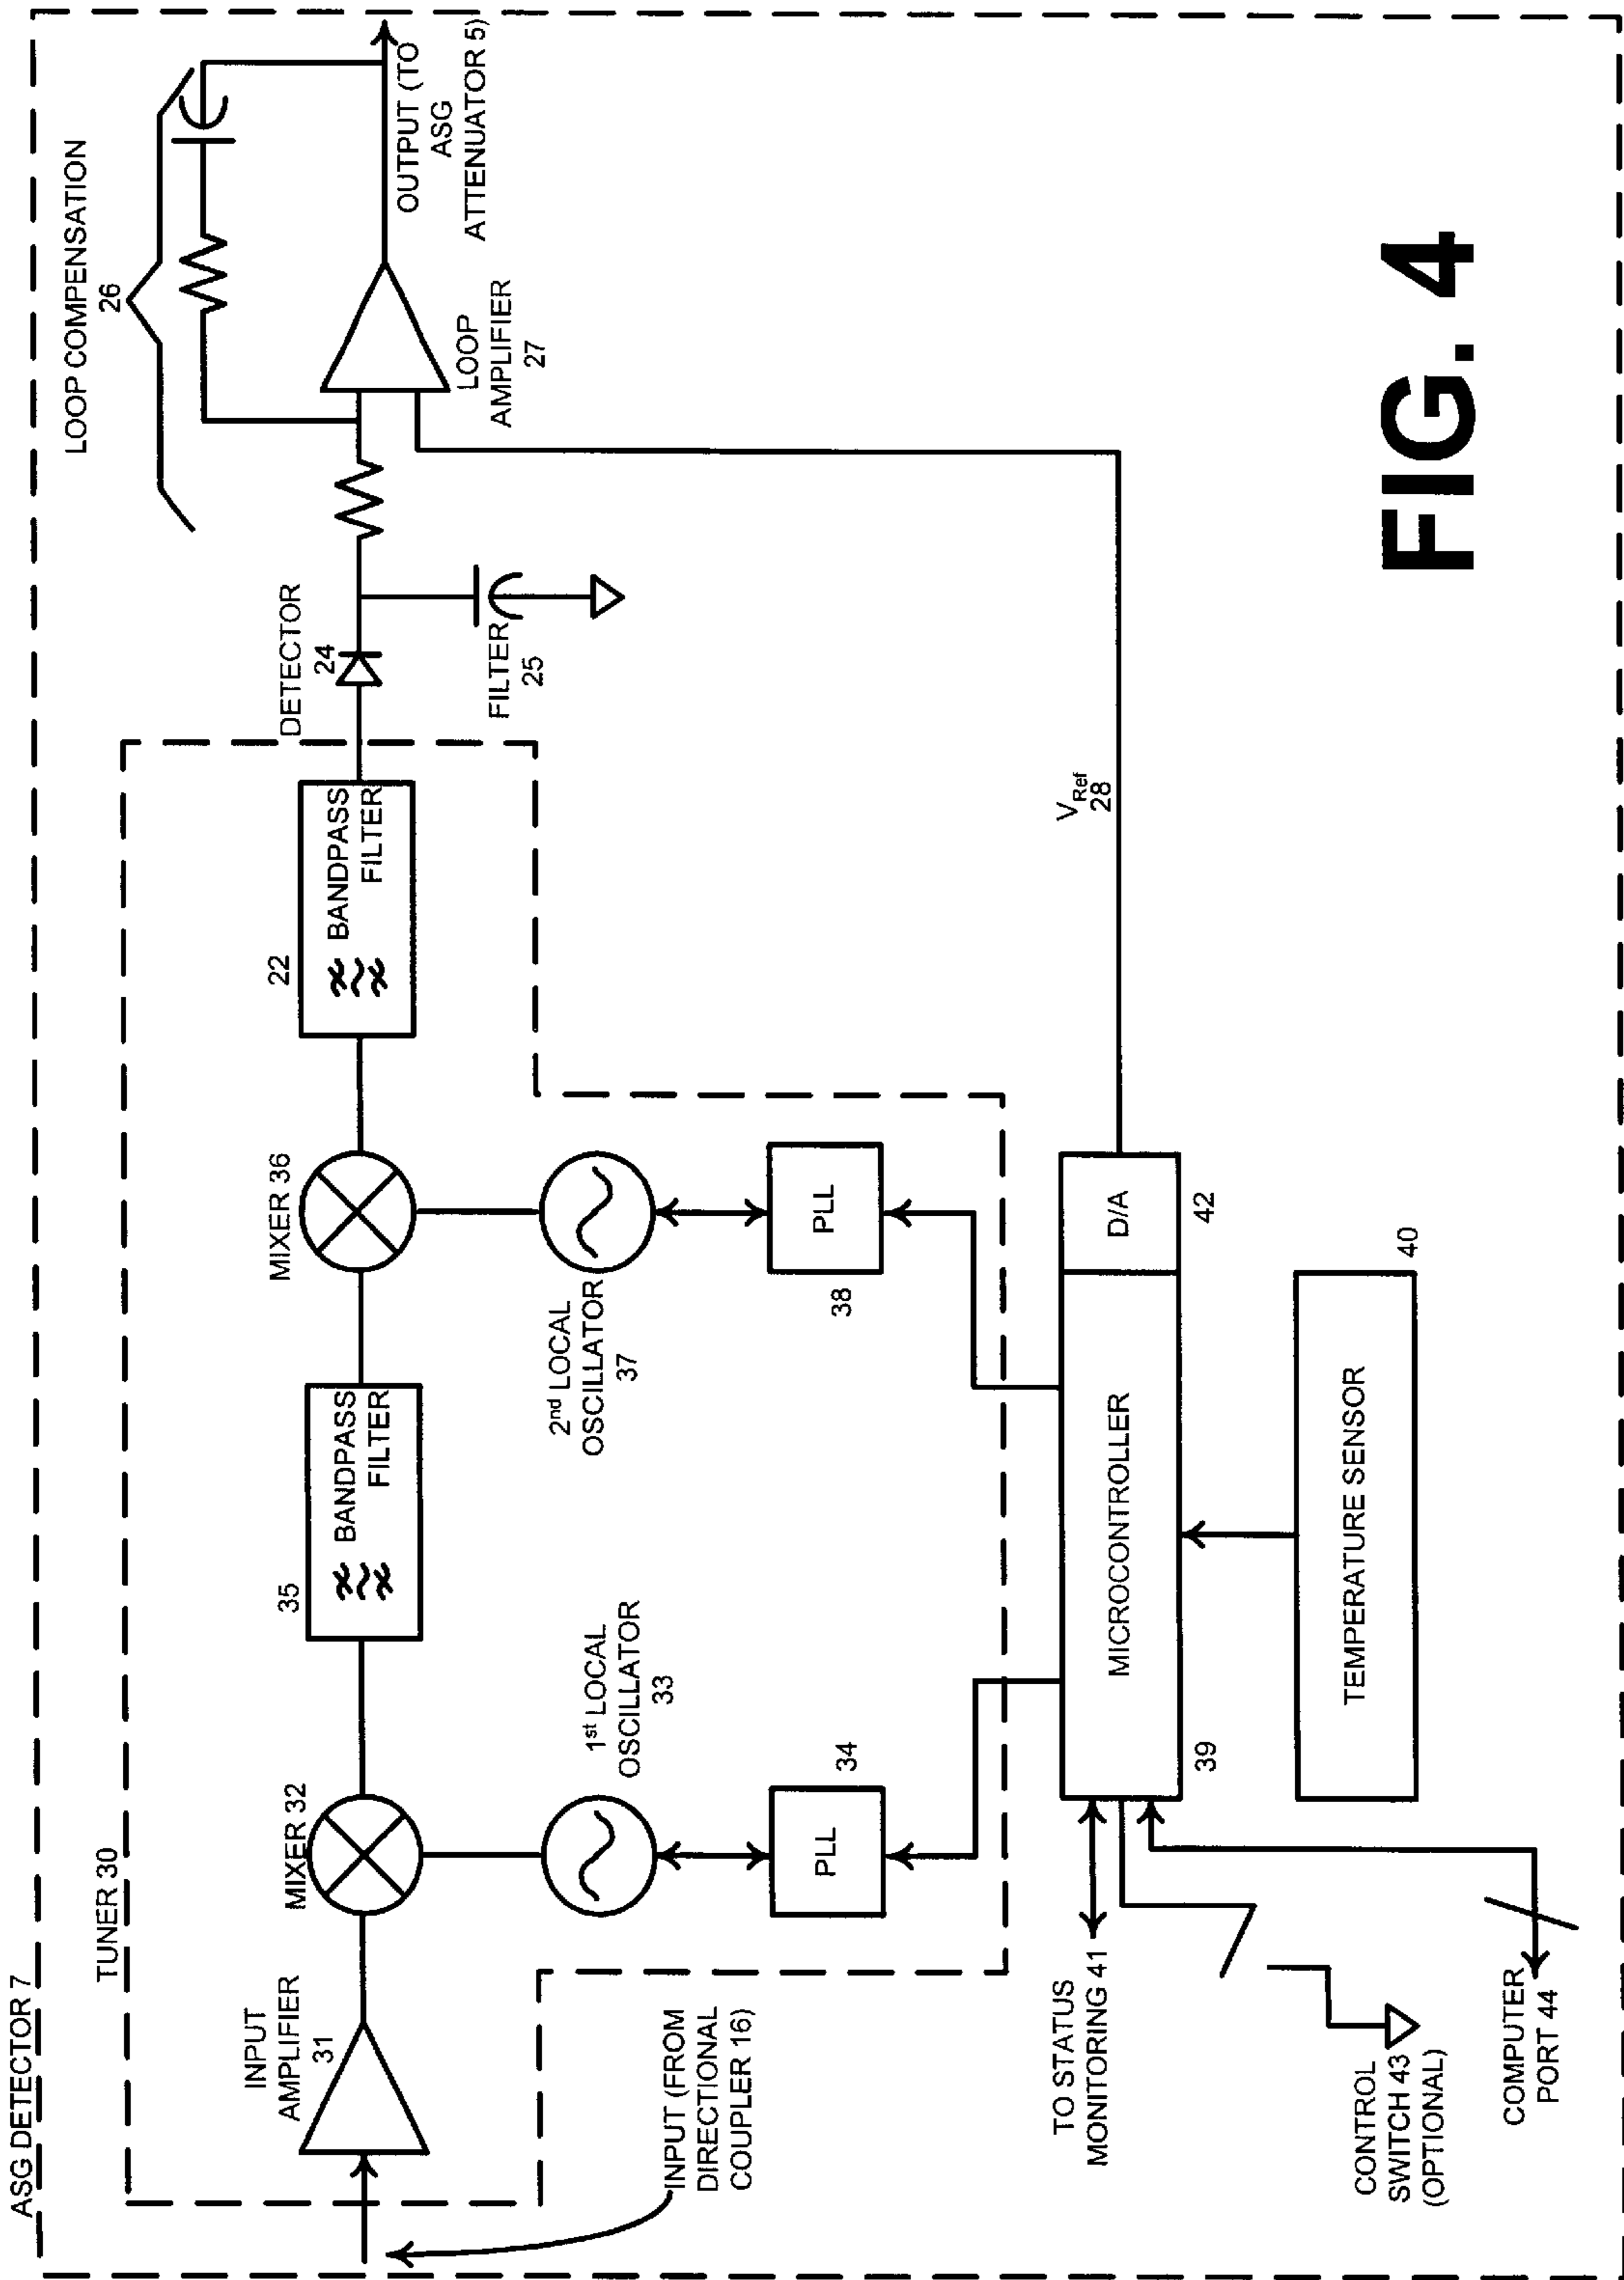 ASG DETECTOR 7
TUNER 30
LOOP COMPENSATION
26
INPUT
AMPLIFIER
31
MIXER 32
35
BANDPASS
FILTER
MIXER 36
22
BANDPASS
FILTER
DETECTOR
24
FILTER
25
LOOP
AMPLIFIER
27
OUTPUT (TO
ASG
ATTENUATOR 5)
1st LOCAL
OSCILLATOR
33
2nd LOCAL
OSCILLATOR
37
INPUT (FROM
DIRECTIONAL
COUPLER 16)
PLL
34
PLL
38
VRef
28
TO STATUS
MONITORING 41
MICROCONTROLLER
39
D/A
42
CONTROL
SWITCH 43
(OPTIONAL)
TEMPERATURE SENSOR
40
COMPUTER
PORT 44
FIG. 4